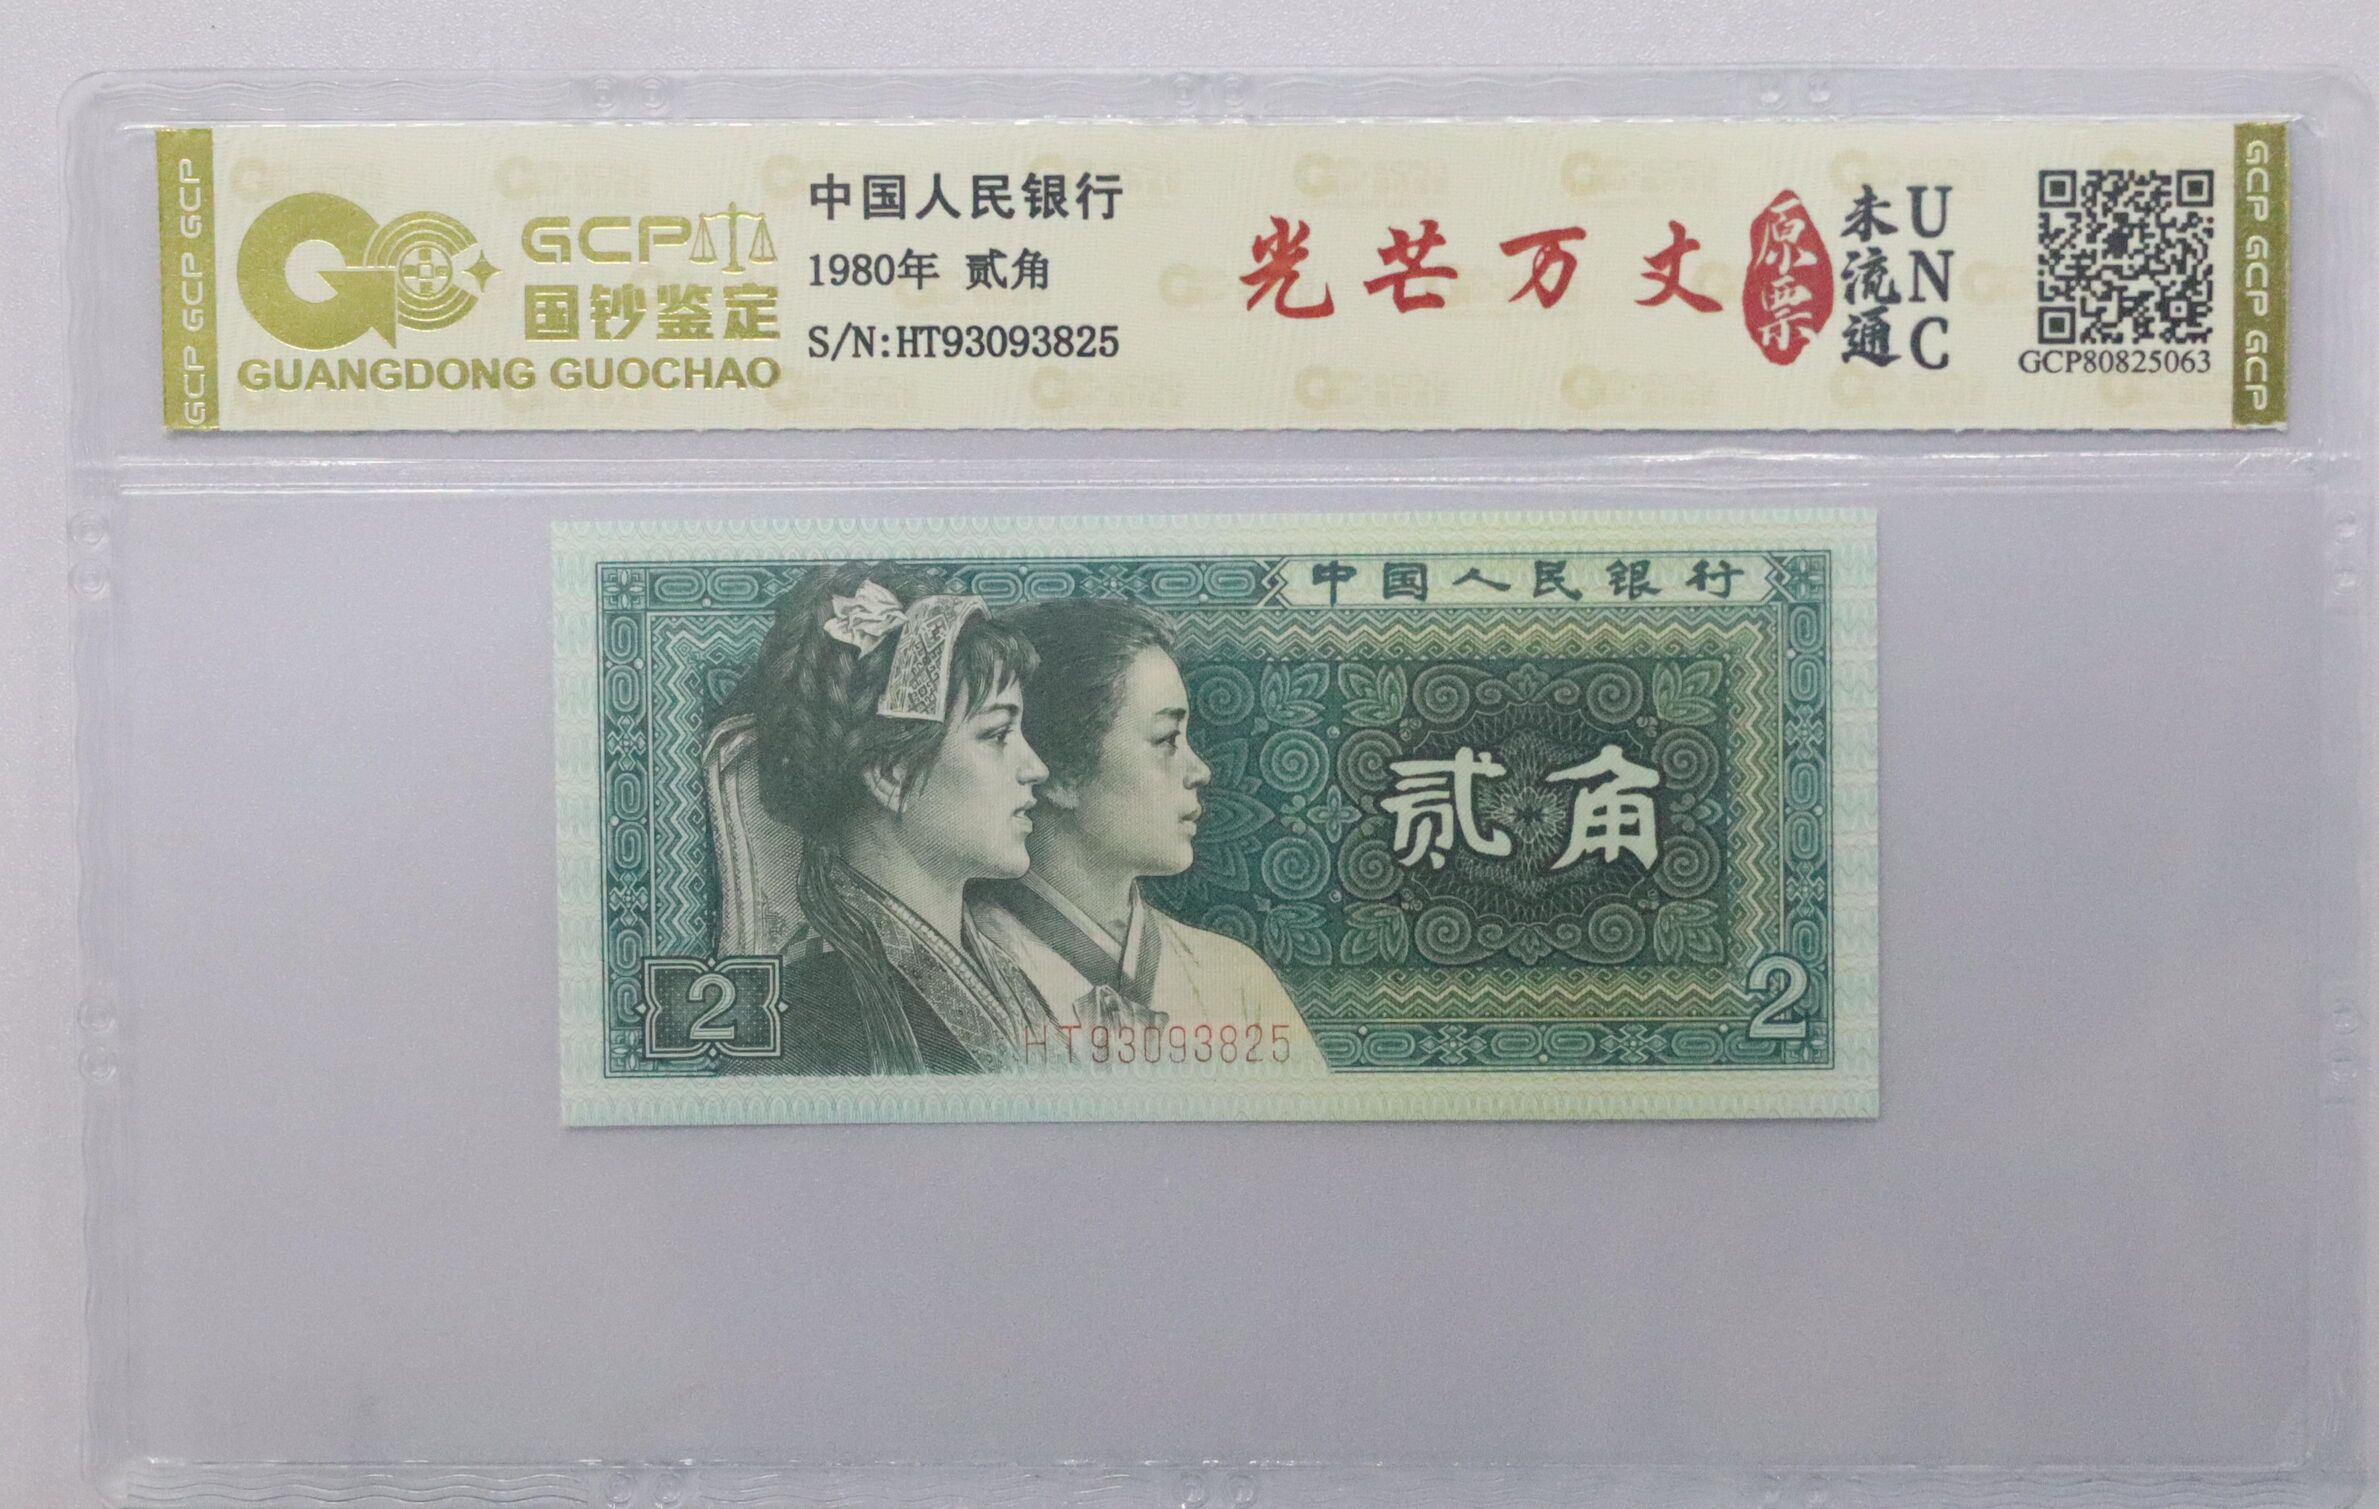 GCP GCP GCP
GCP
国钞鉴定
GUANGDONG GUOCHAO
中国人民银行
1980年 贰角
S/N:HT93093825
光芒万丈
原票
未流通
UNC
GCP80825063
GCP GCP GCP
中国人民银行
贰角
2
2
HT93093825